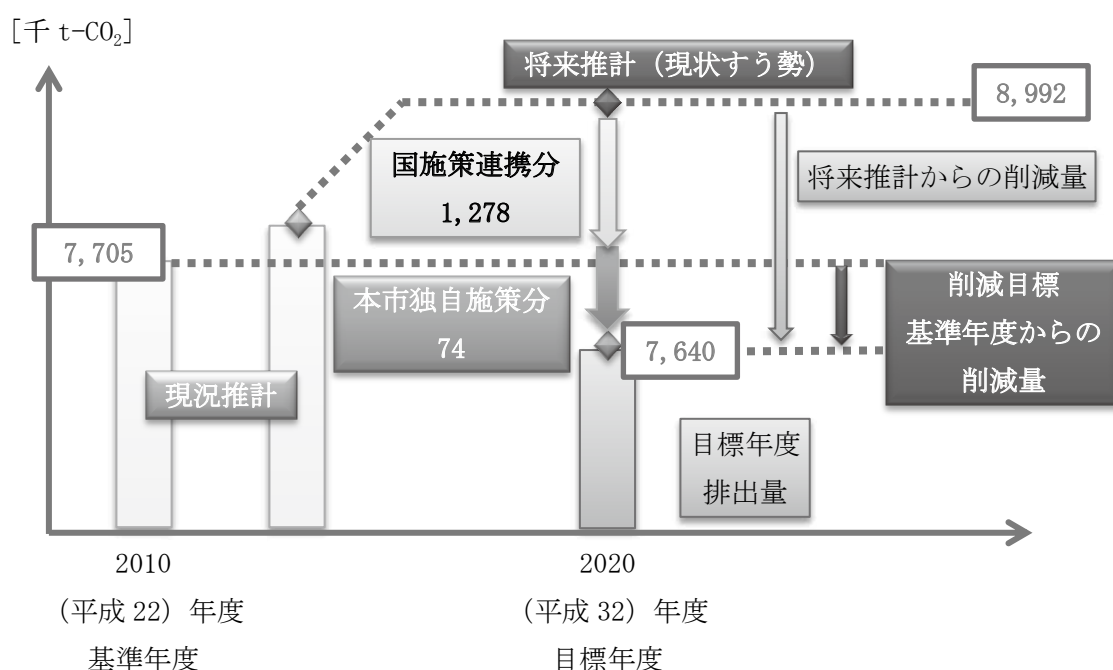 [千 t-CO₂]
将来推計（現状すう勢）
8,992
国施策連携分
1,278
将来推計からの削減量
7,705
本市独自施策分
74
削減目標
基準年度からの
削減量
7,640
現況推計
目標年度
排出量
2010
（平成 22）年度
基準年度
2020
（平成 32）年度
目標年度